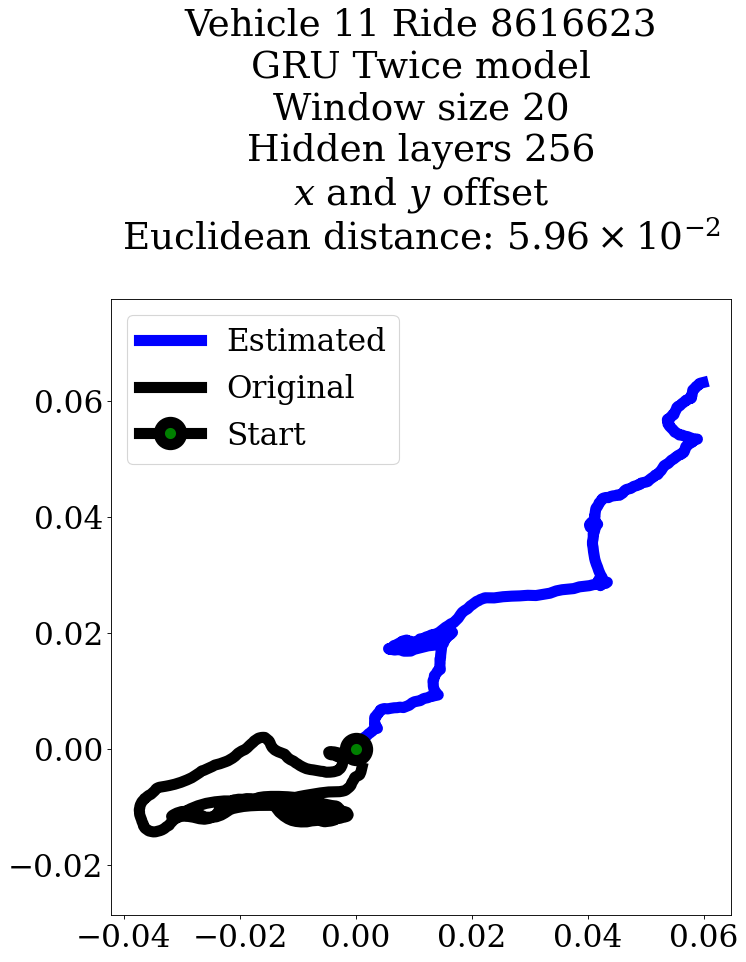 Vehicle 11 Ride 8616623
GRU Twice model
Window size 20
Hidden layers 256
x and y offset
Euclidean distance: 5.96 × 10⁻²
Estimated
Original
Start
0.06
0.04
0.02
0.00
−0.02
−0.04 −0.02 0.00 0.02 0.04 0.06